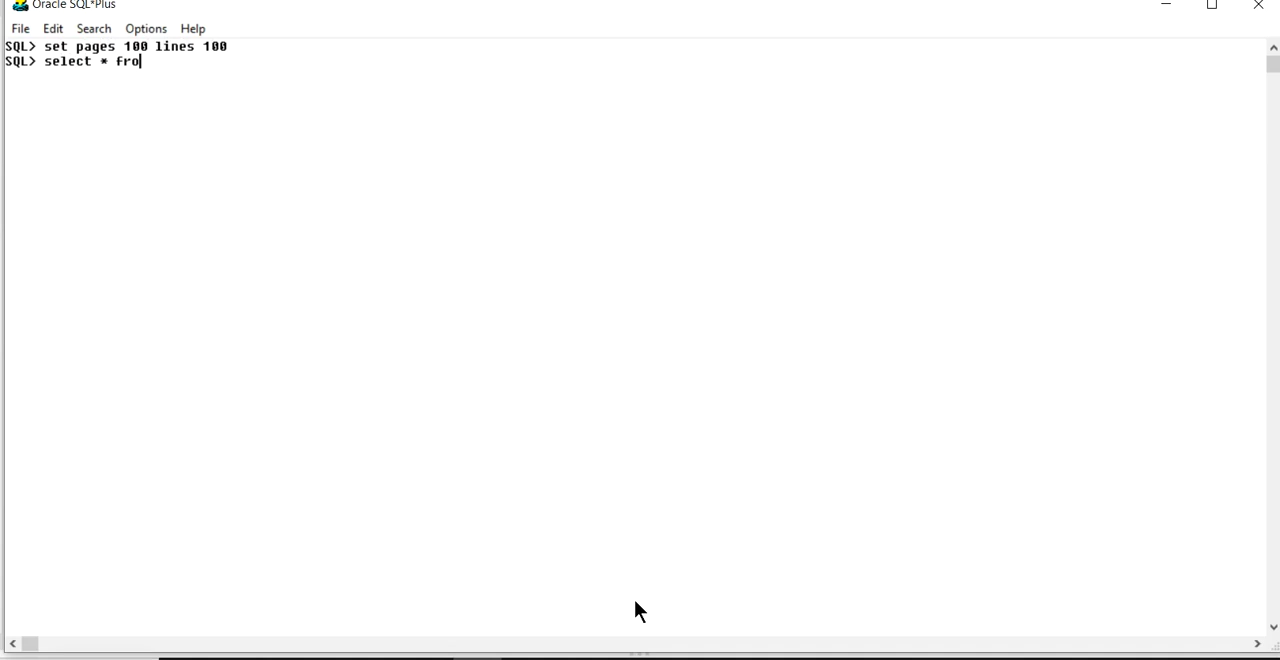 Oracle SQL*Plus
File Edit Search Options Help
SQL> set pages 100 lines 100
SQL> select * fro